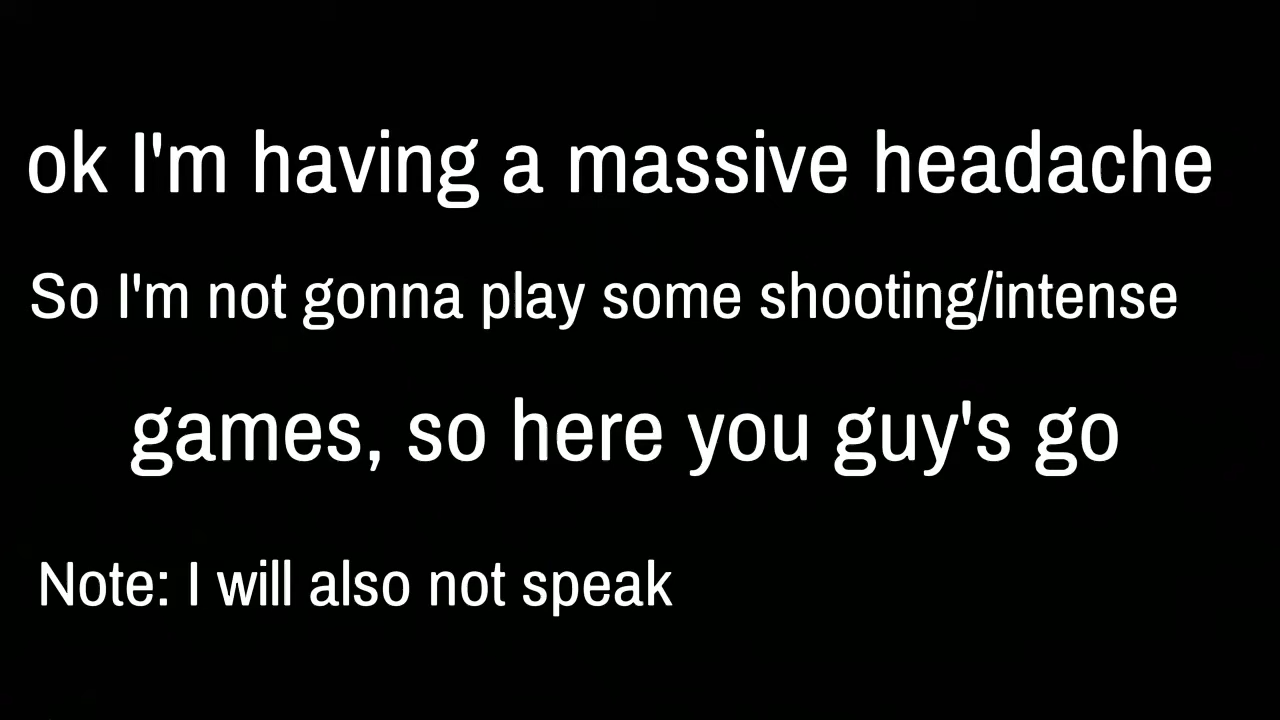 ok I'm having a massive headache
So I'm not gonna play some shooting/intense
games, so here you guy's go
Note: I will also not speak